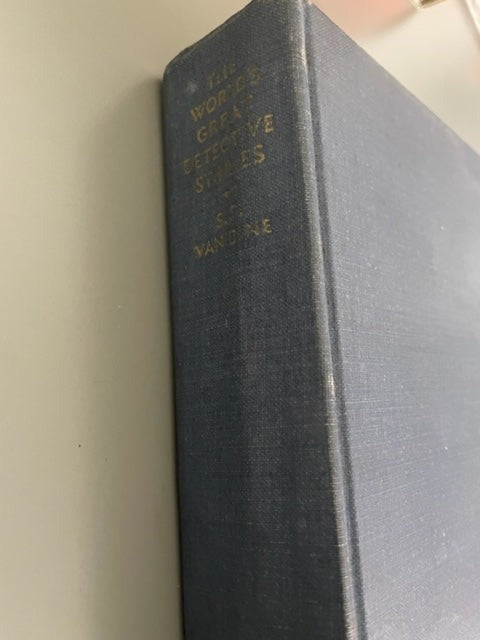 THE
WORLD'S
GREAT
DETECTIVE
STORIES
S.S.
VAN DINE